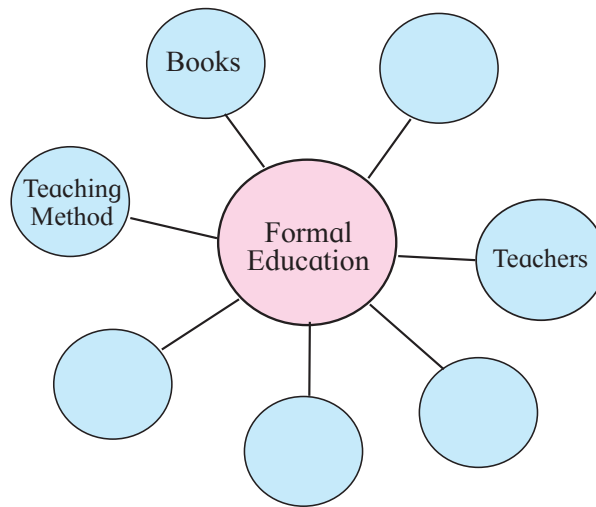 Books
Teaching
Method
Formal
Education
Teachers